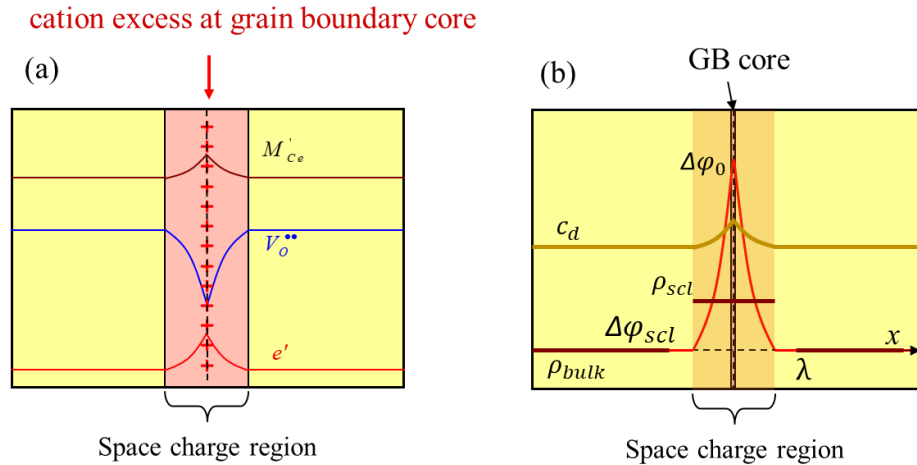 cation excess at grain boundary core
(a)
M'Ce
VO••
e'
Space charge region
(b)
GB core
Δφ0
cd
ρscl
Δφscl
x
ρbulk
λ
Space charge region